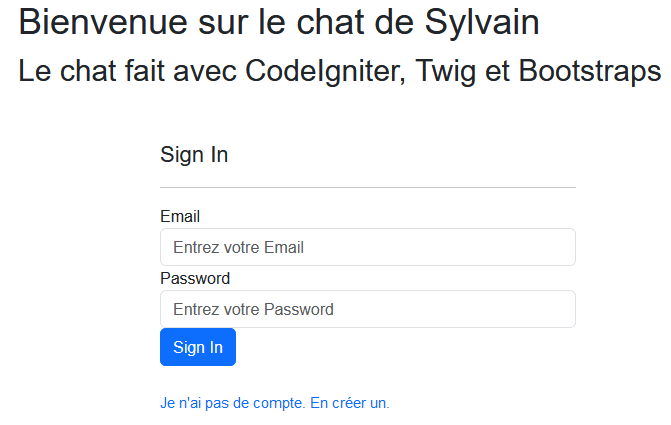 Bienvenue sur le chat de Sylvain
Le chat fait avec CodeIgniter, Twig et Bootstraps
Sign In
Email
Entrez votre Email
Password
Entrez votre Password
Sign In
Je n'ai pas de compte. En créer un.